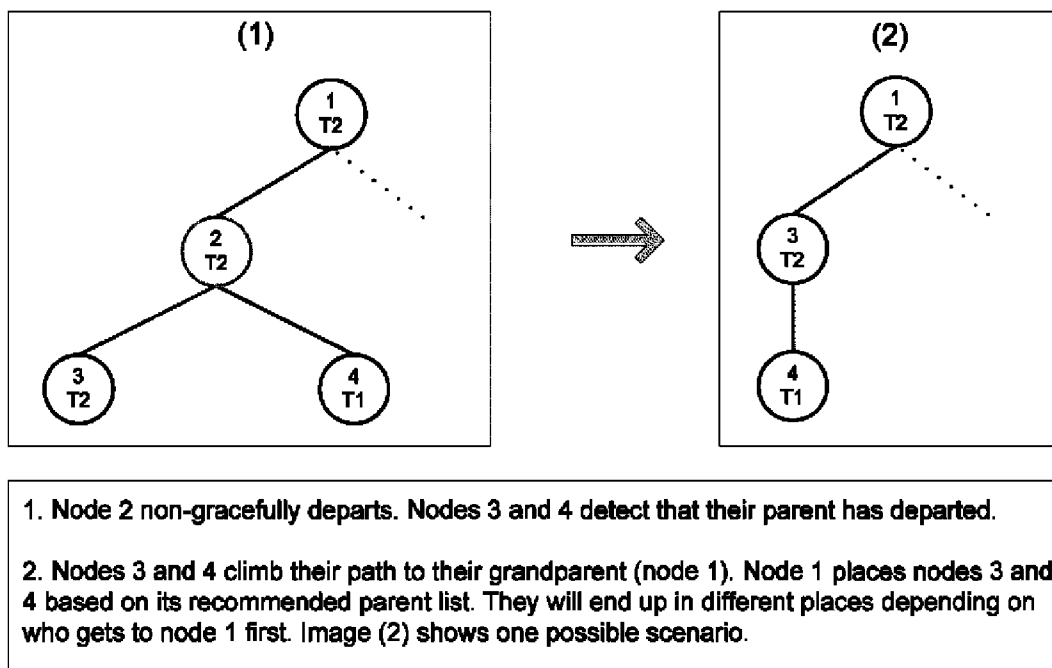 (1)
1
T2
2
T2
3
T2
4
T1
(2)
1
T2
3
T2
4
T1
1. Node 2 non-gracefully departs. Nodes 3 and 4 detect that their parent has departed.
2. Nodes 3 and 4 climb their path to their grandparent (node 1). Node 1 places nodes 3 and
4 based on its recommended parent list. They will end up in different places depending on
who gets to node 1 first. Image (2) shows one possible scenario.